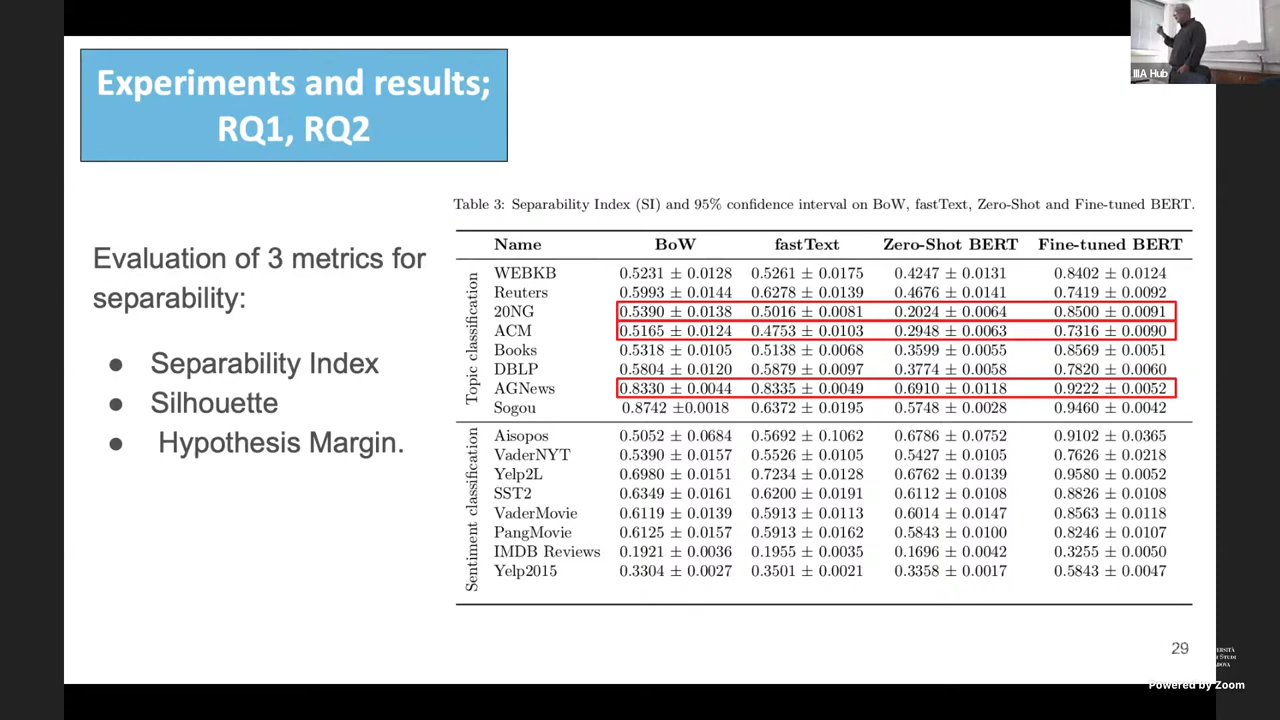 Experiments and results;
RQ1, RQ2
IIIA Hub
Evaluation of 3 metrics for
separability:
● Separability Index
● Silhouette
● Hypothesis Margin.
Table 3: Separability Index (SI) and 95% confidence interval on BoW, fastText, Zero-Shot and Fine-tuned BERT.
Name BoW fastText Zero-Shot BERT Fine-tuned BERT
Topic classification
WEBKB 0.5231 ± 0.0128 0.5261 ± 0.0175 0.4247 ± 0.0131 0.8402 ± 0.0124
Reuters 0.5993 ± 0.0144 0.6278 ± 0.0139 0.4676 ± 0.0141 0.7419 ± 0.0092
20NG 0.5390 ± 0.0138 0.5016 ± 0.0081 0.2024 ± 0.0064 0.8500 ± 0.0091
ACM 0.5165 ± 0.0124 0.4753 ± 0.0103 0.2948 ± 0.0063 0.7316 ± 0.0090
Books 0.5318 ± 0.0105 0.5138 ± 0.0068 0.3599 ± 0.0055 0.8569 ± 0.0051
DBLP 0.5804 ± 0.0120 0.5879 ± 0.0097 0.3774 ± 0.0058 0.7820 ± 0.0060
AGNews 0.8330 ± 0.0044 0.8335 ± 0.0049 0.6910 ± 0.0118 0.9222 ± 0.0052
Sogou 0.8742 ±0.0018 0.6372 ± 0.0195 0.5748 ± 0.0028 0.9460 ± 0.0042
Sentiment classification
Aisopos 0.5052 ± 0.0684 0.5692 ± 0.1062 0.6786 ± 0.0752 0.9102 ± 0.0365
VaderNYT 0.5390 ± 0.0157 0.5526 ± 0.0105 0.5427 ± 0.0105 0.7626 ± 0.0218
Yelp2L 0.6980 ± 0.0151 0.7234 ± 0.0128 0.6762 ± 0.0139 0.9580 ± 0.0052
SST2 0.6349 ± 0.0161 0.6200 ± 0.0191 0.6112 ± 0.0108 0.8826 ± 0.0108
VaderMovie 0.6119 ± 0.0139 0.5913 ± 0.0113 0.6014 ± 0.0147 0.8563 ± 0.0118
PangMovie 0.6125 ± 0.0157 0.5913 ± 0.0162 0.5843 ± 0.0100 0.8246 ± 0.0107
IMDB Reviews 0.1921 ± 0.0036 0.1955 ± 0.0035 0.1696 ± 0.0042 0.3255 ± 0.0050
Yelp2015 0.3304 ± 0.0027 0.3501 ± 0.0021 0.3358 ± 0.0017 0.5843 ± 0.0047
29
Powered by Zoom